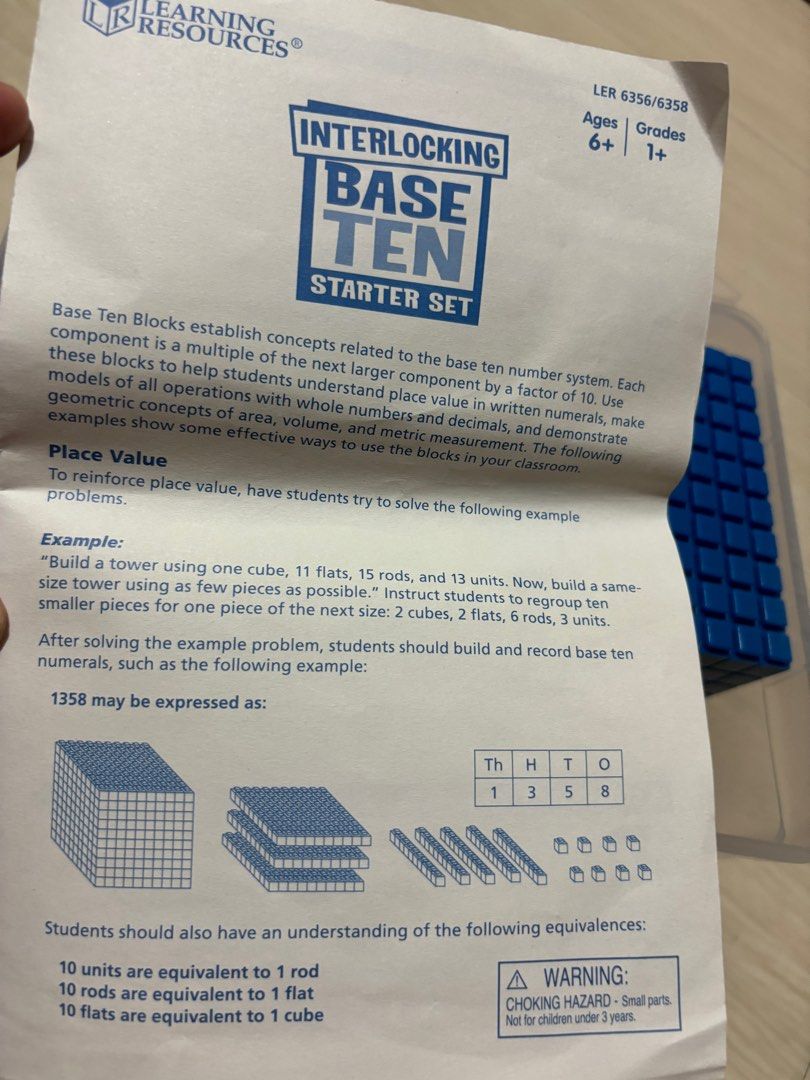 LR LEARNING
RESOURCES®
LER 6356/6358
Ages 6+ | Grades 1+
INTERLOCKING
BASE
TEN
STARTER SET
Base Ten Blocks establish concepts related to the base ten number system. Each
component is a multiple of the next larger component by a factor of 10. Use
these blocks to help students understand place value in written numerals, make
models of all operations with whole numbers and decimals, and demonstrate
geometric concepts of area, volume, and metric measurement. The following
examples show some effective ways to use the blocks in your classroom.
Place Value
To reinforce place value, have students try to solve the following example
problems.
Example:
“Build a tower using one cube, 11 flats, 15 rods, and 13 units. Now, build a same-
size tower using as few pieces as possible.” Instruct students to regroup ten
smaller pieces for one piece of the next size: 2 cubes, 2 flats, 6 rods, 3 units.
After solving the example problem, students should build and record base ten
numerals, such as the following example:
1358 may be expressed as:
Th H T O
1 3 5 8
Students should also have an understanding of the following equivalences:
10 units are equivalent to 1 rod
10 rods are equivalent to 1 flat
10 flats are equivalent to 1 cube
WARNING:
CHOKING HAZARD - Small parts.
Not for children under 3 years.